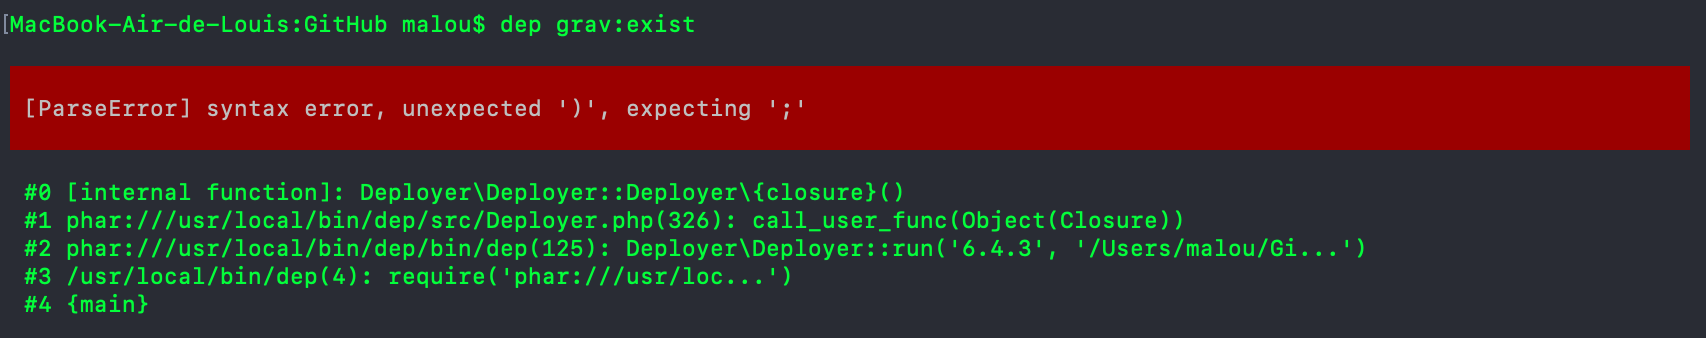 [MacBook-Air-de-Louis:GitHub malou$ dep grav:exist
[ParseError] syntax error, unexpected ')', expecting ';'
#0 [internal function]: Deployer\Deployer::Deployer\{closure}()
#1 phar:///usr/local/bin/dep/src/Deployer.php(326): call_user_func(Object(Closure))
#2 phar:///usr/local/bin/dep/bin/dep(125): Deployer\Deployer::run('6.4.3', '/Users/malou/Gi...')
#3 /usr/local/bin/dep(4): require('phar:///usr/loc...')
#4 {main}